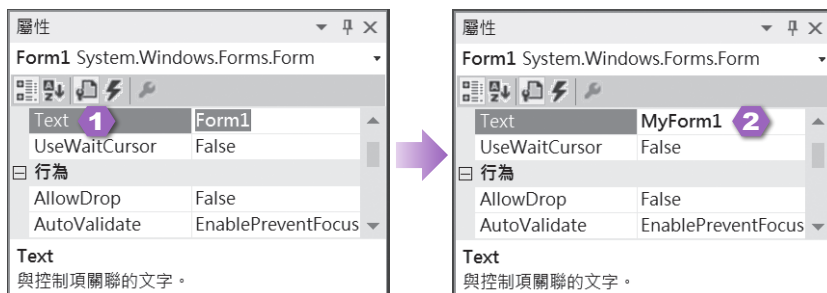 屬性
Form1 System.Windows.Forms.Form
Text 1 Form1
UseWaitCursor False
行為
AllowDrop False
AutoValidate EnablePreventFocus
Text
與控制項關聯的文字。
屬性
Form1 System.Windows.Forms.Form
Text MyForm1 2
UseWaitCursor False
行為
AllowDrop False
AutoValidate EnablePreventFocus
Text
與控制項關聯的文字。